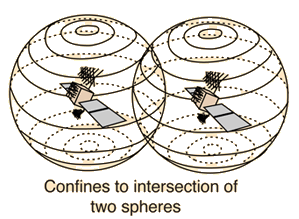 Confines to intersection of
two spheres